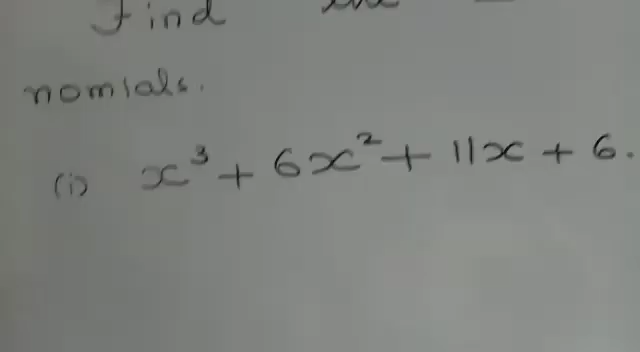 Find
nomials.
(i) x³ + 6x² + 11x + 6.